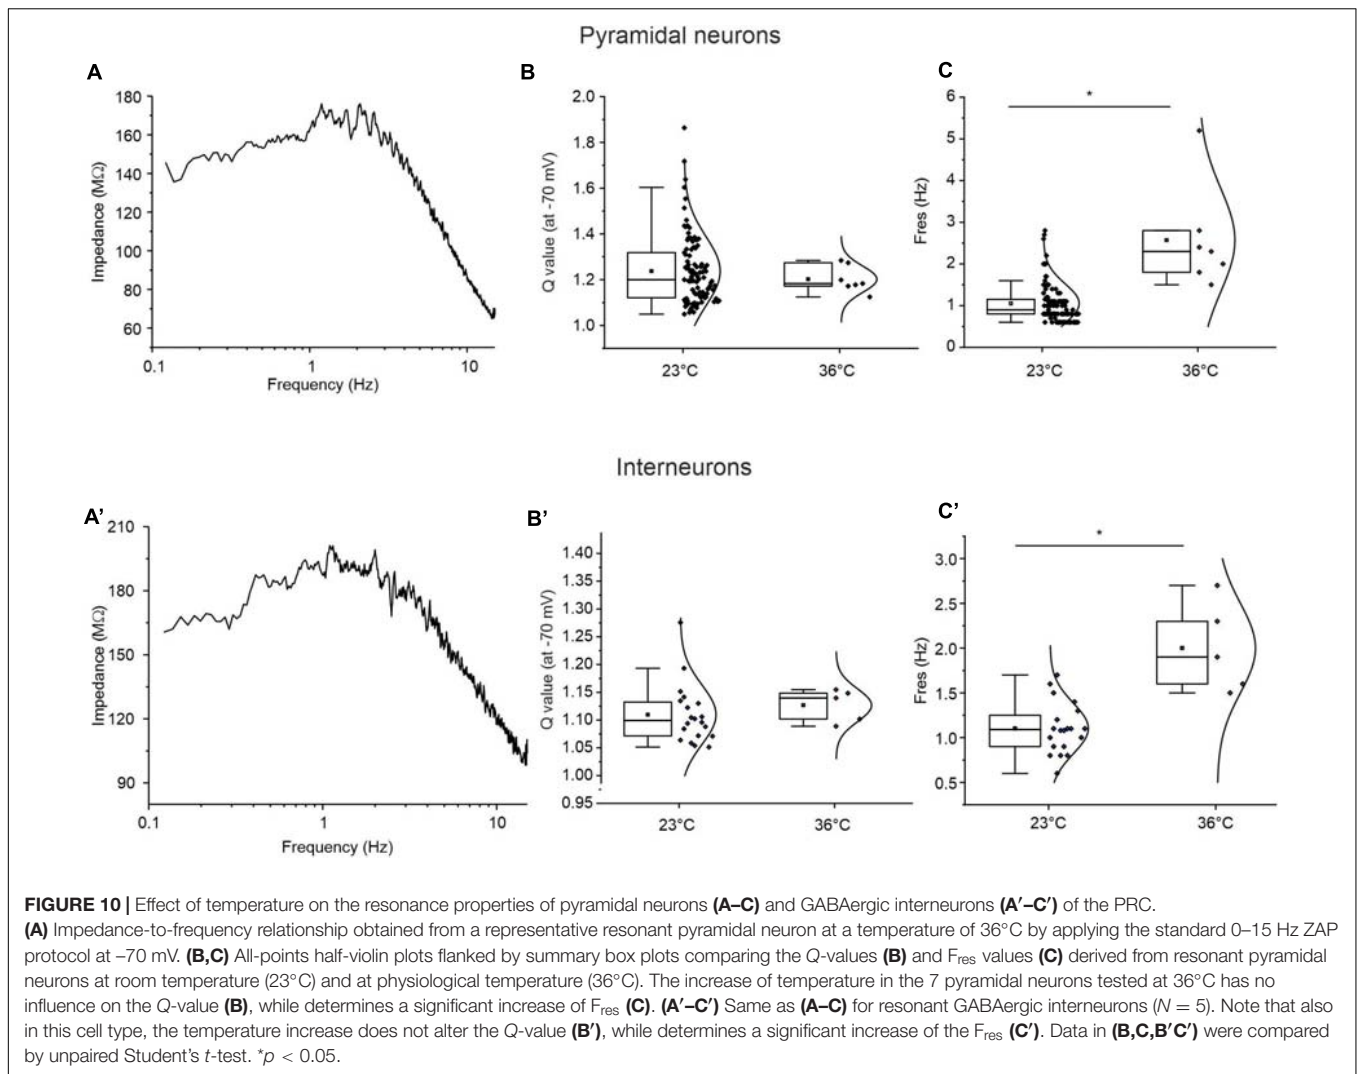 Pyramidal neurons
A
180
160
140
120
100
80
60
Impedance (MΩ)
0.1
1
10
Frequency (Hz)
B
2.0
1.8
1.6
1.4
1.2
1.0
Q value (at -70 mV)
23°C
36°C
C
6
5
4
3
2
1
0
Fres (Hz)
*
23°C
36°C
Interneurons
A'
210
180
150
120
90
Impedance (MΩ)
0.1
1
10
Frequency (Hz)
B'
1.40
1.35
1.30
1.25
1.20
1.15
1.10
1.05
1.00
0.95
Q value (at -70 mV)
23°C
36°C
C'
3.0
2.5
2.0
1.5
1.0
0.5
Fres (Hz)
*
23°C
36°C
FIGURE 10 | Effect of temperature on the resonance properties of pyramidal neurons (A–C) and GABAergic interneurons (A′–C′) of the PRC.
(A) Impedance-to-frequency relationship obtained from a representative resonant pyramidal neuron at a temperature of 36°C by applying the standard 0–15 Hz ZAP
protocol at –70 mV. (B,C) All-points half-violin plots flanked by summary box plots comparing the Q-values (B) and Fres values (C) derived from resonant pyramidal
neurons at room temperature (23°C) and at physiological temperature (36°C). The increase of temperature in the 7 pyramidal neurons tested at 36°C has no
influence on the Q-value (B), while determines a significant increase of Fres (C). (A′–C′) Same as (A–C) for resonant GABAergic interneurons (N = 5). Note that also
in this cell type, the temperature increase does not alter the Q-value (B′), while determines a significant increase of the Fres (C′). Data in (B,C,B′C′) were compared
by unpaired Student's t-test. *p < 0.05.